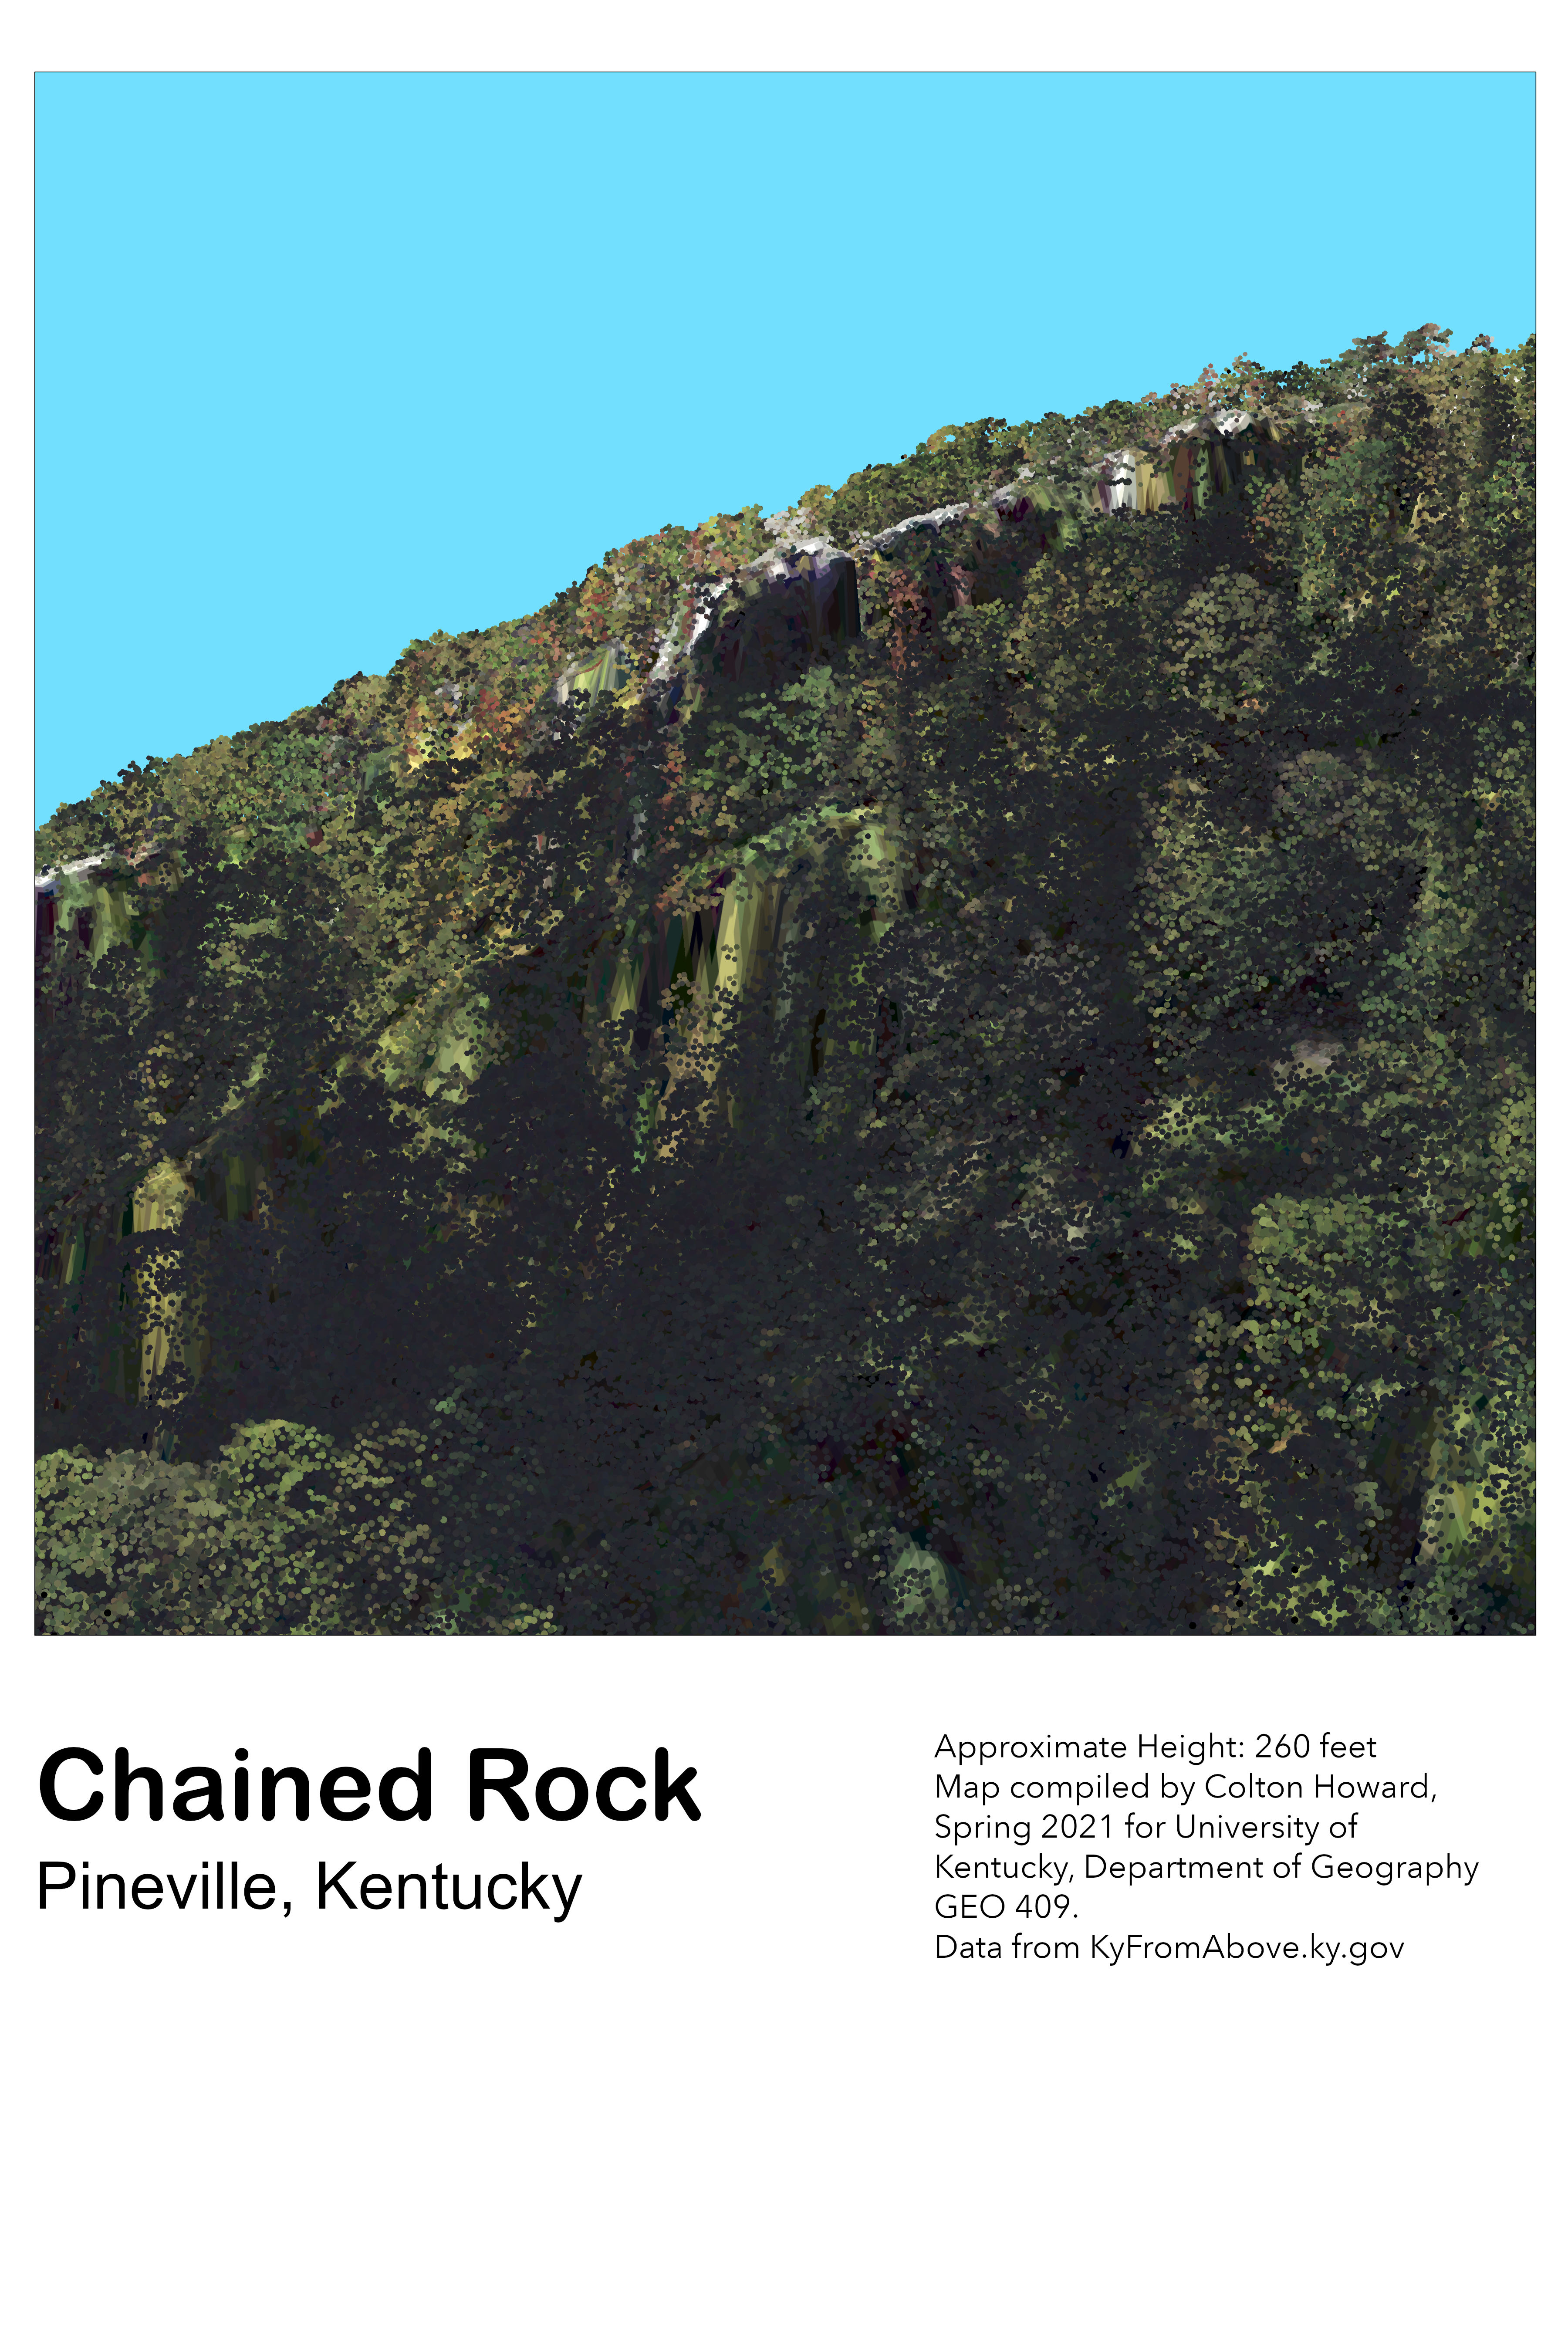 Chained Rock
Pineville, Kentucky
Approximate Height: 260 feet
Map compiled by Colton Howard,
Spring 2021 for University of
Kentucky, Department of Geography
GEO 409.
Data from KyFromAbove.ky.gov